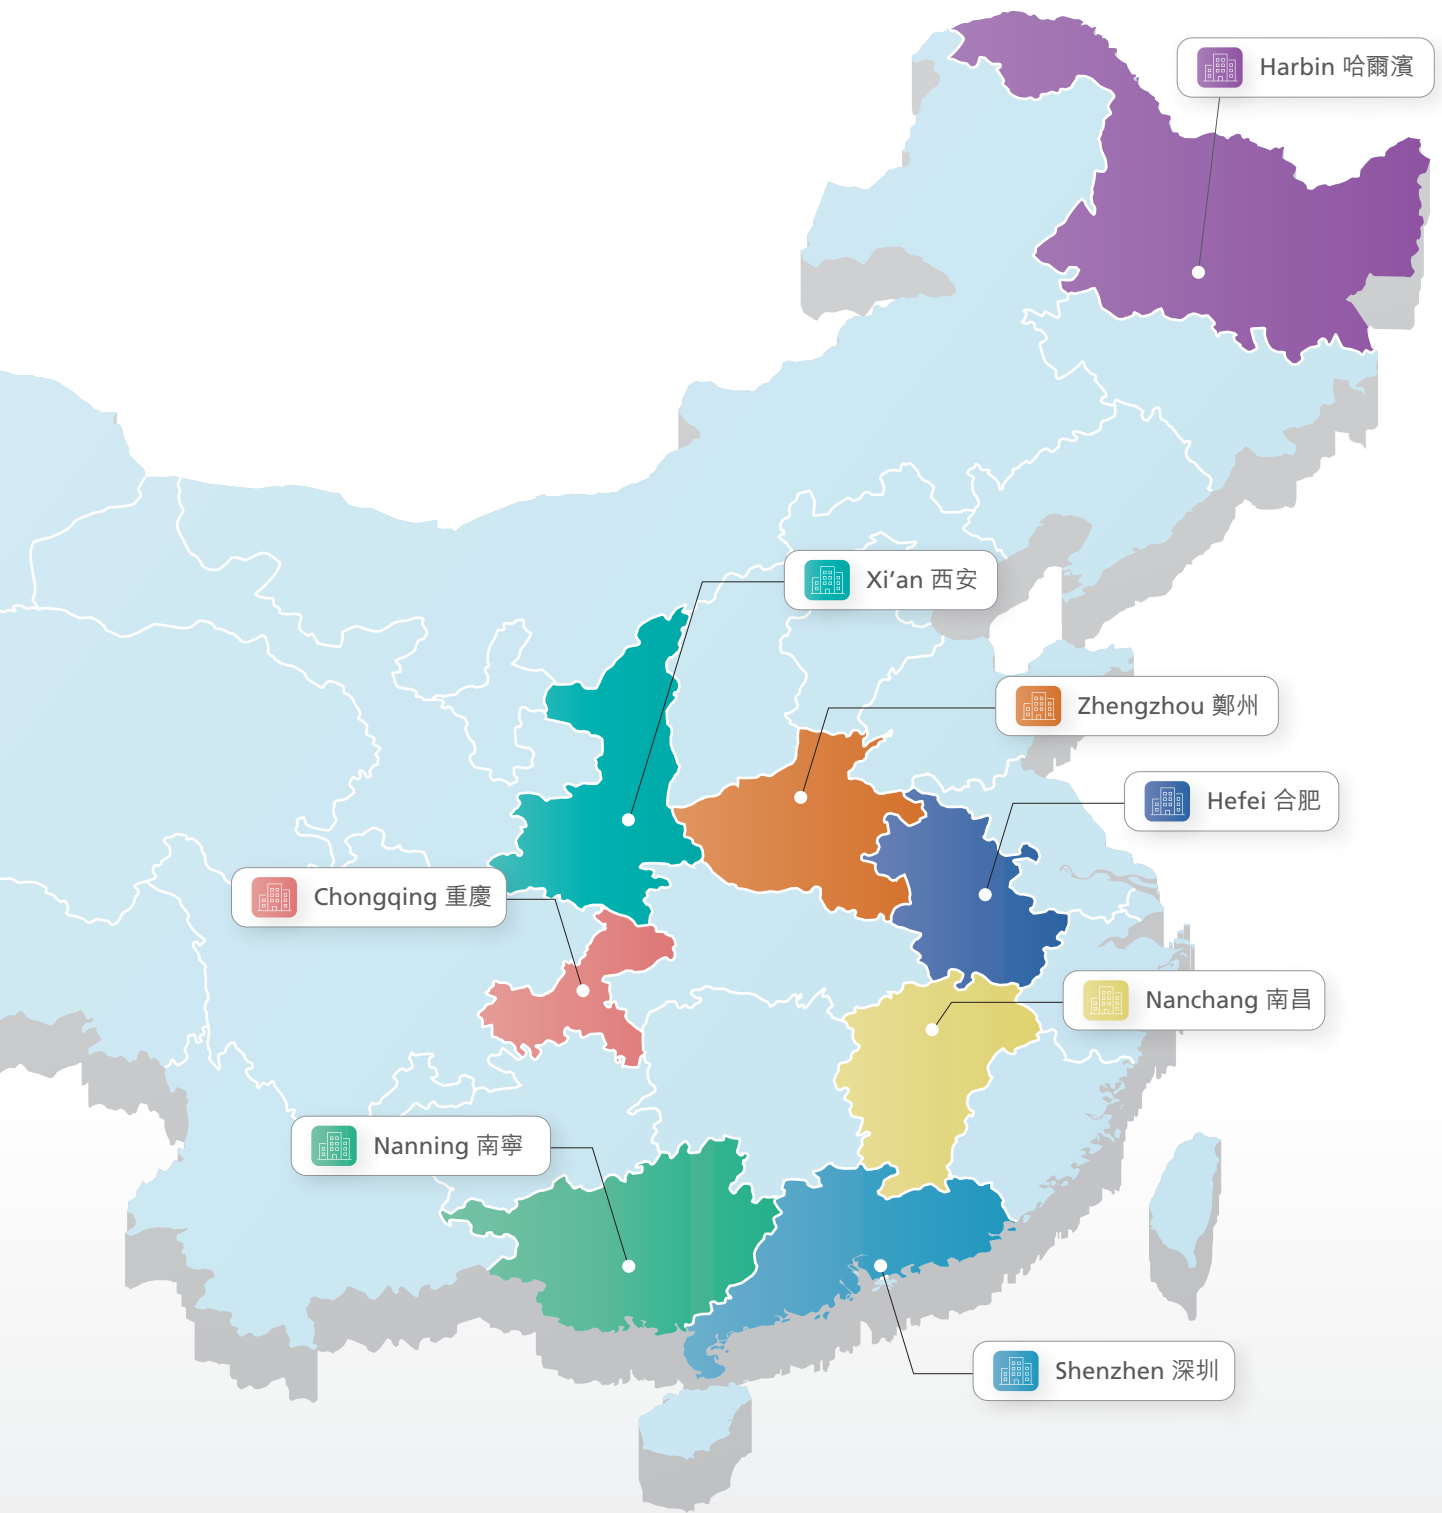 Harbin 哈爾濱
Xi’an 西安
Zhengzhou 鄭州
Hefei 合肥
Chongqing 重慶
Nanchang 南昌
Nanning 南寧
Shenzhen 深圳